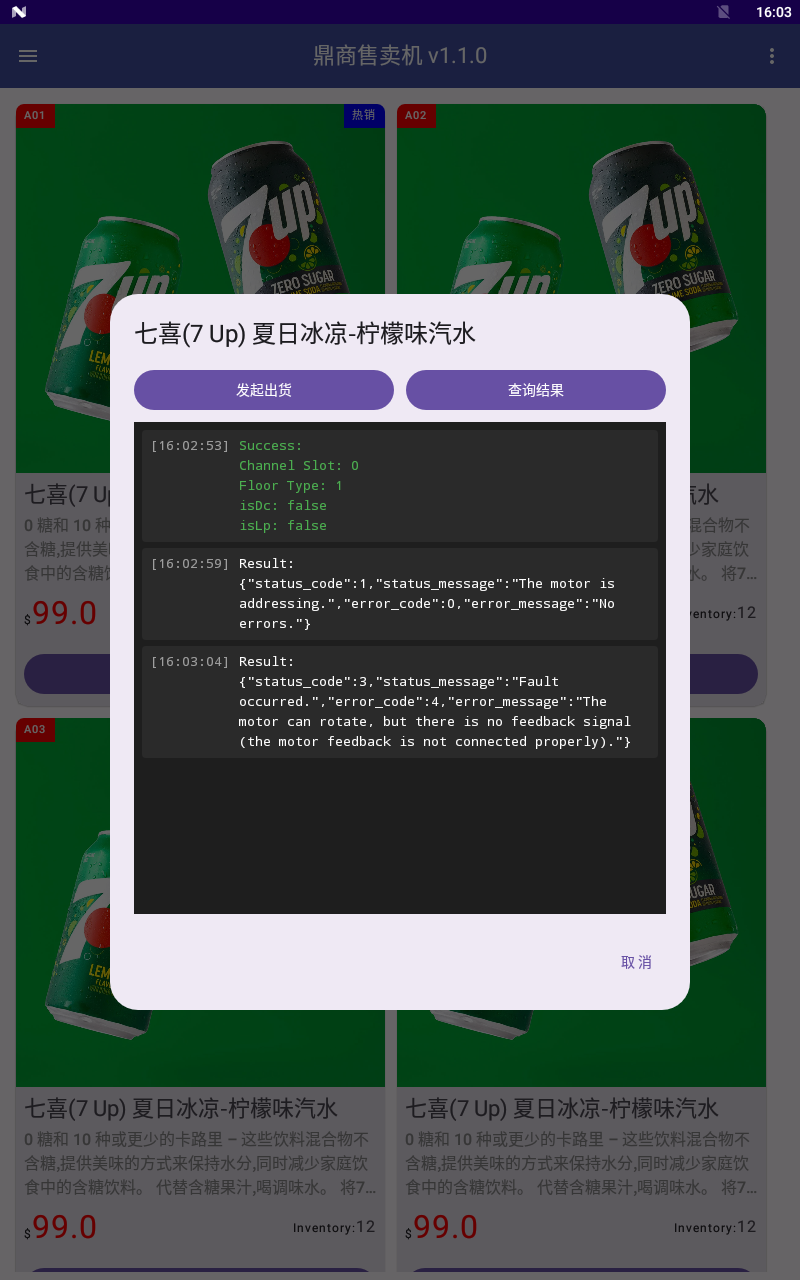 16:03
鼎商售卖机 v1.1.0
A01
热销
A02
7up
7up
ZERO SUGAR
ZERO SUGAR
七喜(7 Up) 夏日冰凉-柠檬味汽水
发起出货
查询结果
[16:02:53] Success:
Channel Slot: 0
Floor Type: 1
isDc: false
isLp: false
[16:02:59] Result:
{"status_code":1,"status_message":"The motor is
addressing.","error_code":0,"error_message":"No
errors."}
[16:03:04] Result:
{"status_code":3,"status_message":"Fault
occurred.","error_code":4,"error_message":"The
motor can rotate, but there is no feedback signal
(the motor feedback is not connected properly)."}
取消
七喜(7 Up
汽水
0 糖和 10 种
混合物不
含糖,提供美
少家庭饮
食中的含糖
水。 将7...
$99.0
Inventory:12
A03
七喜(7 Up) 夏日冰凉-柠檬味汽水
0 糖和 10 种或更少的卡路里 – 这些饮料混合物不
含糖,提供美味的方式来保持水分,同时减少家庭饮
食中的含糖饮料。 代替含糖果汁,喝调味水。 将7...
$99.0
Inventory:12
七喜(7 Up) 夏日冰凉-柠檬味汽水
0 糖和 10 种或更少的卡路里 – 这些饮料混合物不
含糖,提供美味的方式来保持水分,同时减少家庭饮
食中的含糖饮料。 代替含糖果汁,喝调味水。 将7...
$99.0
Inventory:12